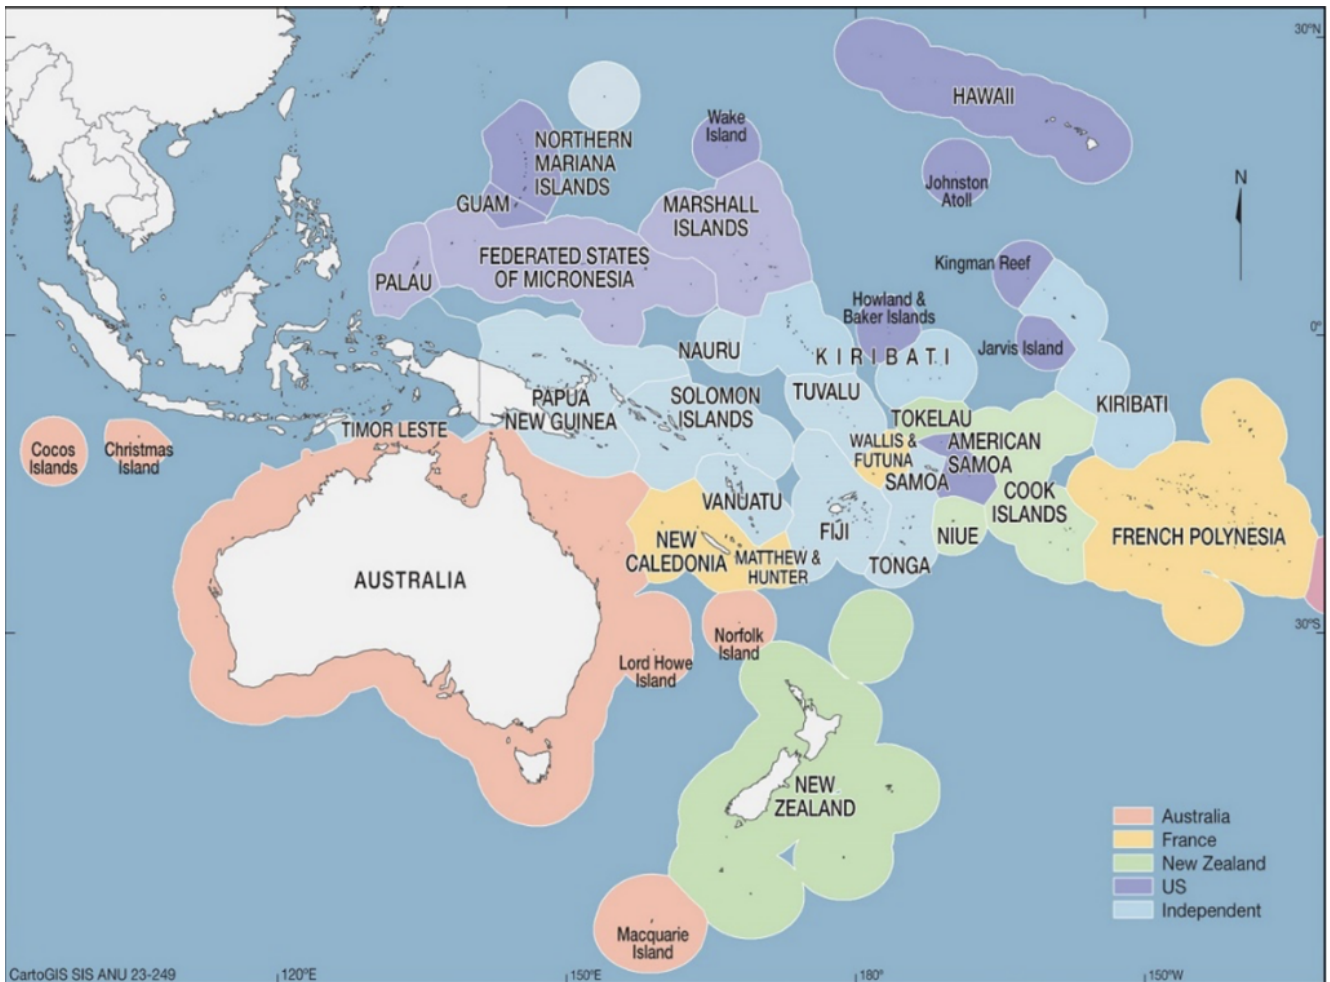 30°N
HAWAII
Wake
Island
NORTHERN
MARIANA
ISLANDS
Johnston
Atoll
N
GUAM
MARSHALL
ISLANDS
FEDERATED STATES
OF MICRONESIA
PALAU
Kingman Reef
Howland &
Baker Islands
0°
NAURU
KIRIBATI
Jarvis Island
PAPUA
NEW GUINEA
SOLOMON
ISLANDS
TUVALU
KIRIBATI
TOKELAU
TIMOR LESTE
Cocos
Islands
Christmas
Island
WALLIS &
FUTUNA
AMERICAN
SAMOA
SAMOA
VANUATU
COOK
ISLANDS
FIJI
NIUE
FRENCH POLYNESIA
NEW
CALEDONIA
MATTHEW &
HUNTER
TONGA
AUSTRALIA
30°S
Norfolk
Island
Lord Howe
Island
NEW
ZEALAND
Australia
France
New Zealand
US
Independent
Macquarie
Island
CartoGIS SIS ANU 23-249
120°E
150°E
180°
150°W